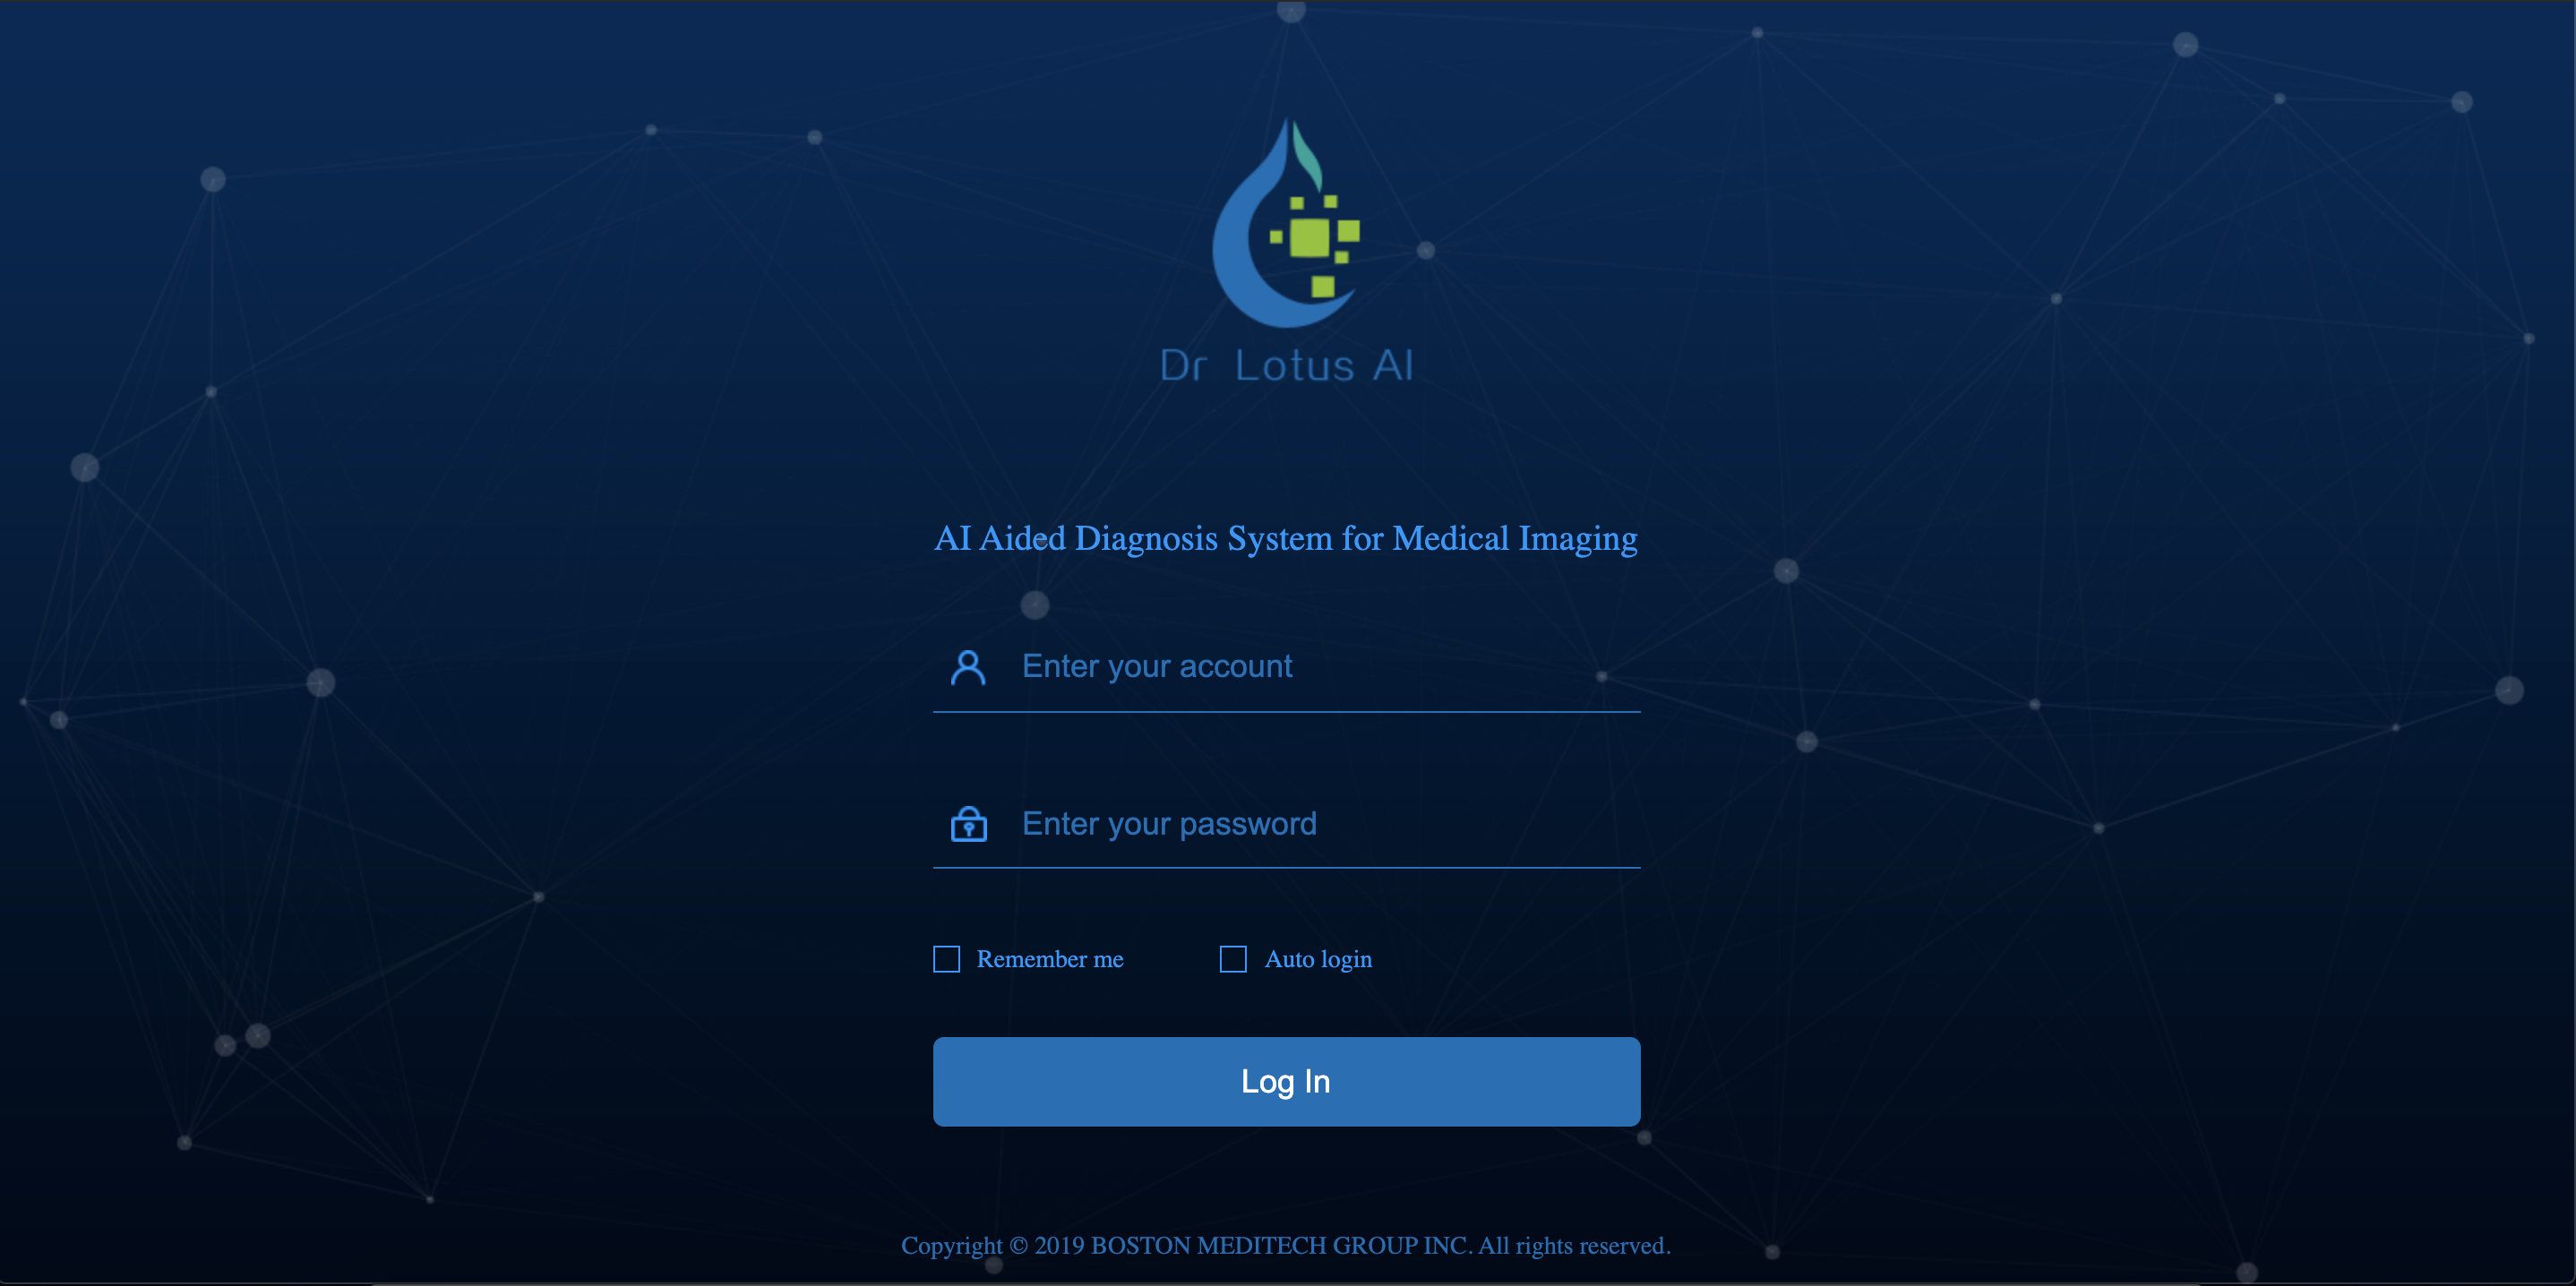 Dr Lotus AI
AI Aided Diagnosis System for Medical Imaging
Enter your account
Enter your password
Remember me
Auto login
Log In
Copyright © 2019 BOSTON MEDITECH GROUP INC. All rights reserved.